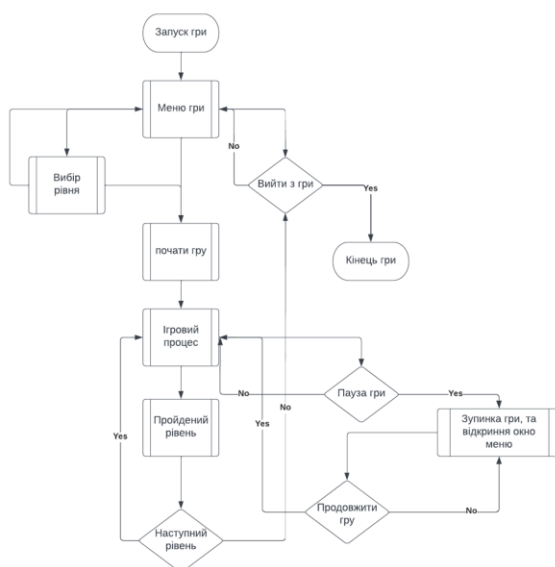 Запуск гри
Меню гри
No
Вибір
рівня
Вийти з гри
Yes
почати гру
Кінець гри
Ігровий
процес
Пауза гри
No
Yes
No
Зупинка гри, та
відкриння окно
меню
Пройдений
рівень
Yes
Yes
Продовжити
гру
No
Наступний
рівень